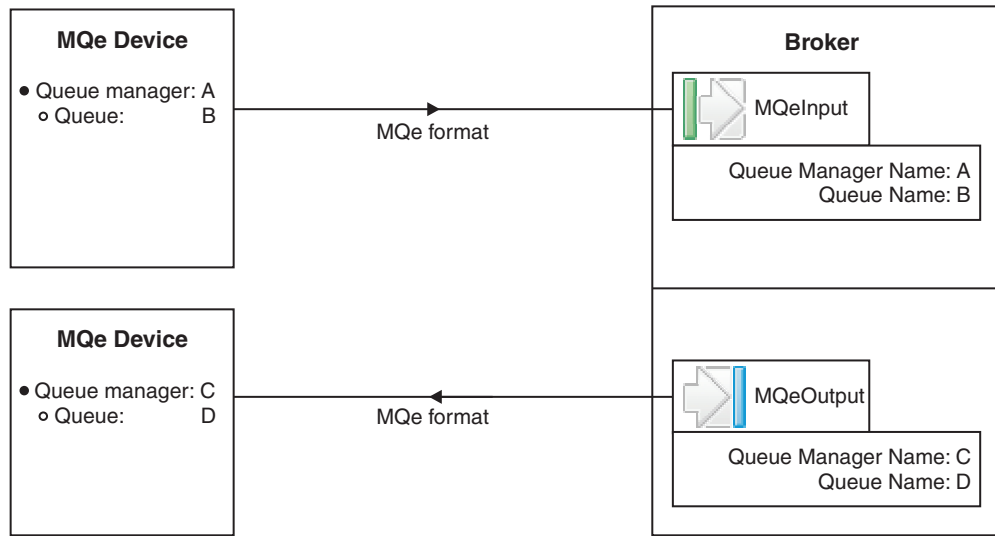 MQe Device
Queue manager: A
Queue: B
MQe format
Broker
MQeInput
Queue Manager Name: A
Queue Name: B
MQe Device
Queue manager: C
Queue: D
MQe format
MQeOutput
Queue Manager Name: C
Queue Name: D